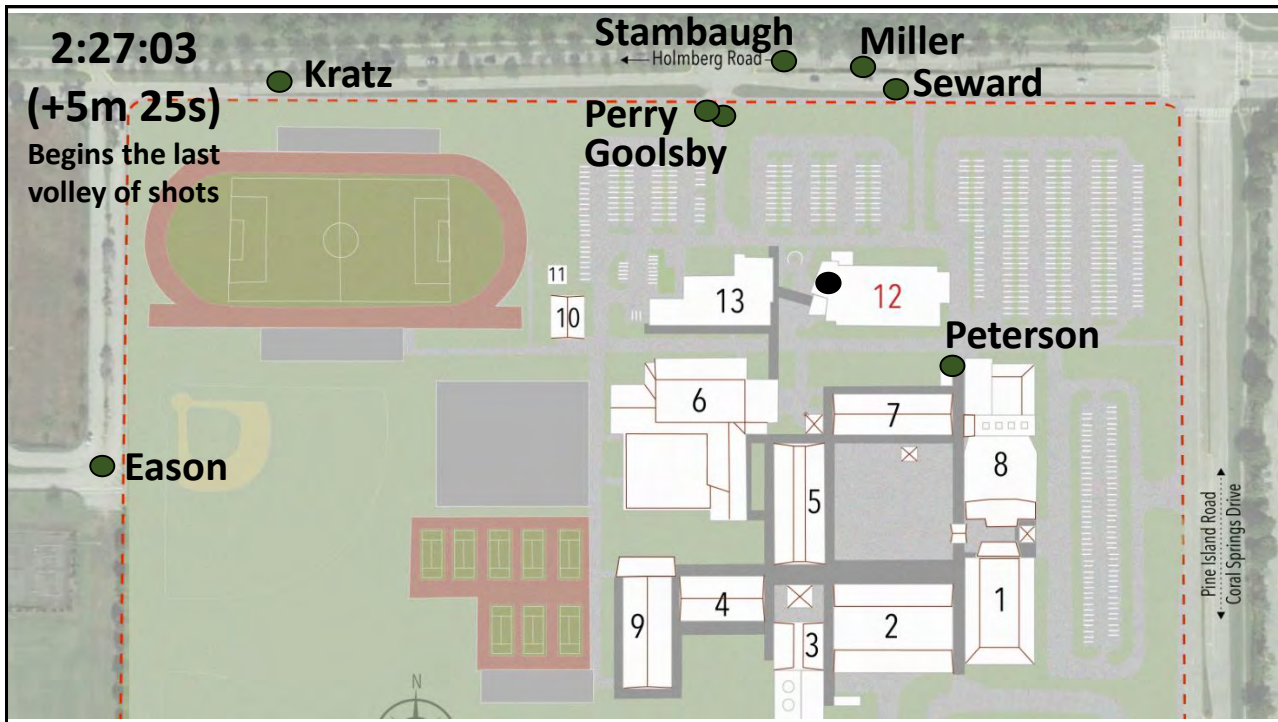 2:27:03
(+5m 25s)
Begins the last
volley of shots
Kratz
Stambaugh
Holmberg Road
Miller
Seward
Perry
Goolsby
11
10
13
12
Peterson
6
7
8
5
Eason
Pine Island Road
Coral Springs Drive
9
4
3
2
1
N